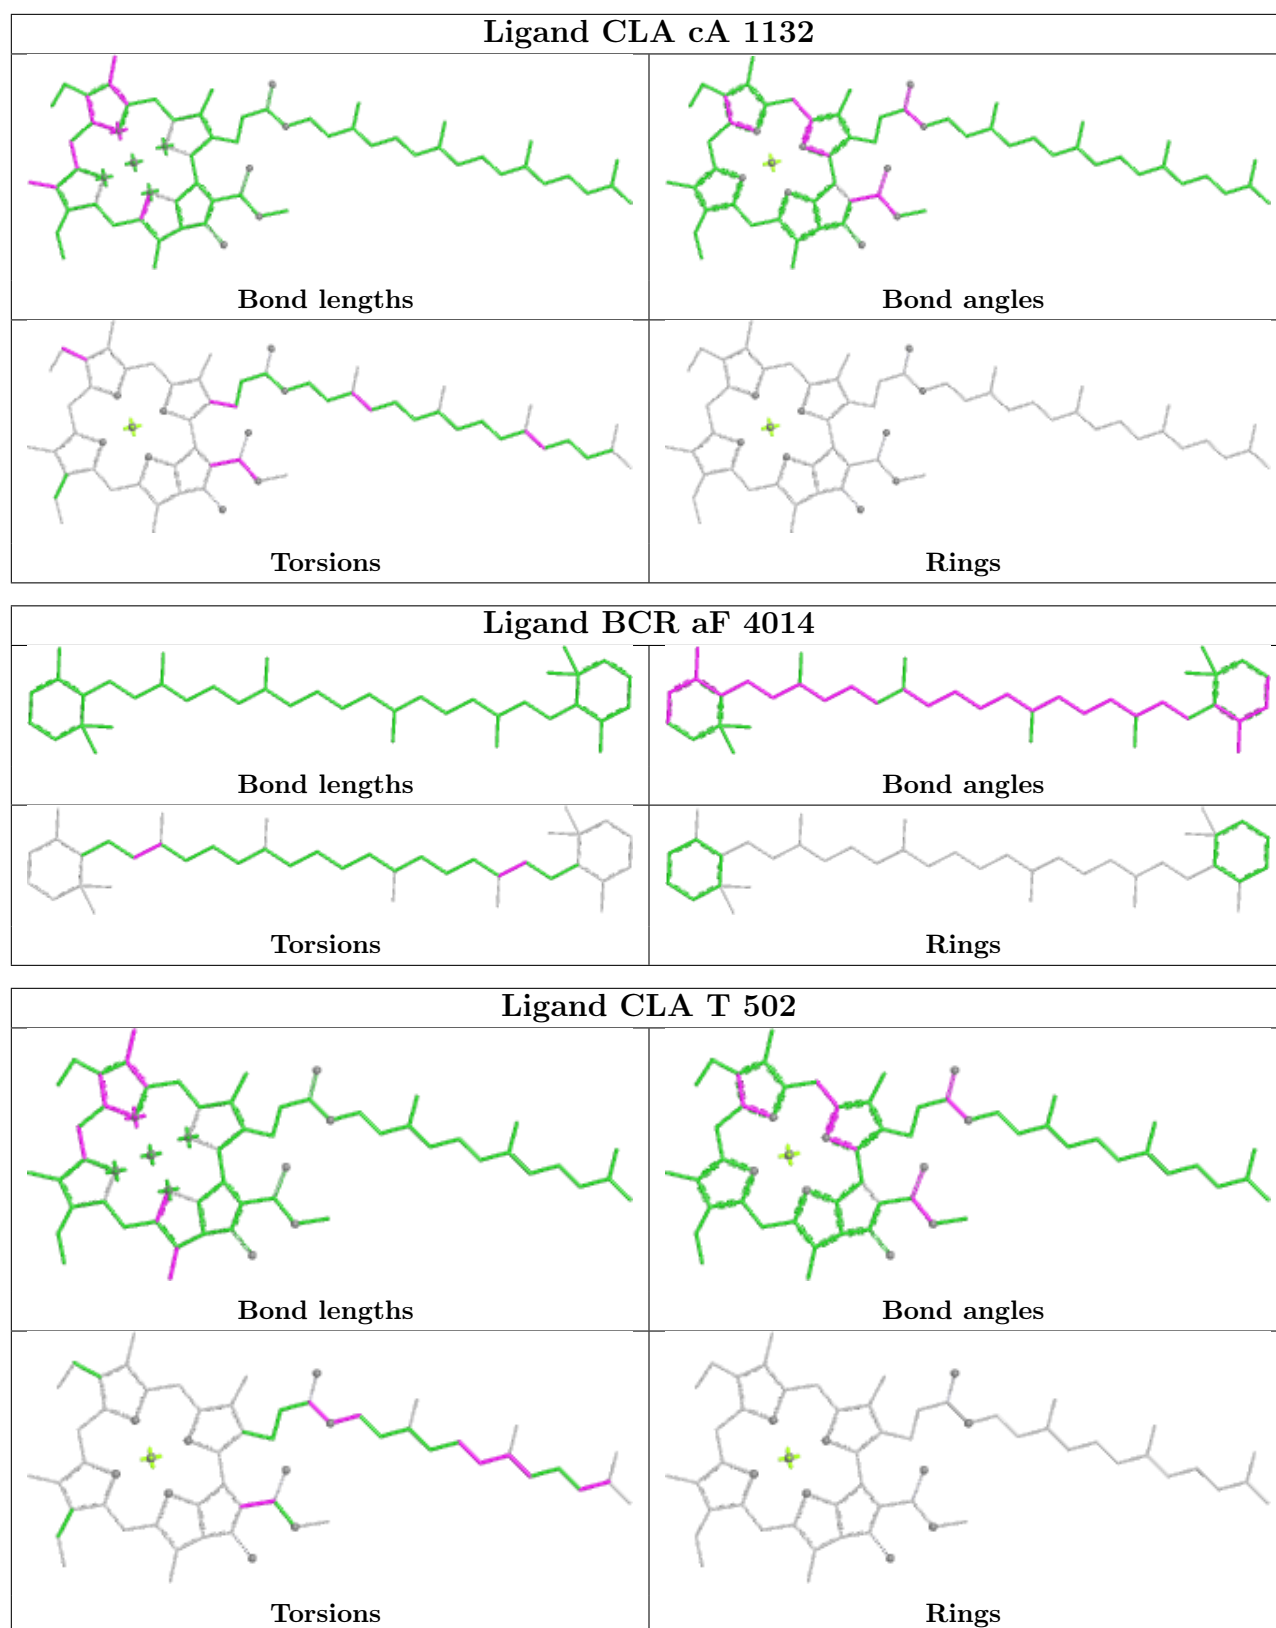 Ligand CLA cA 1132
Bond lengths
Bond angles
Torsions
Rings
Ligand BCR aF 4014
Bond lengths
Bond angles
Torsions
Rings
Ligand CLA T 502
Bond lengths
Bond angles
Torsions
Rings